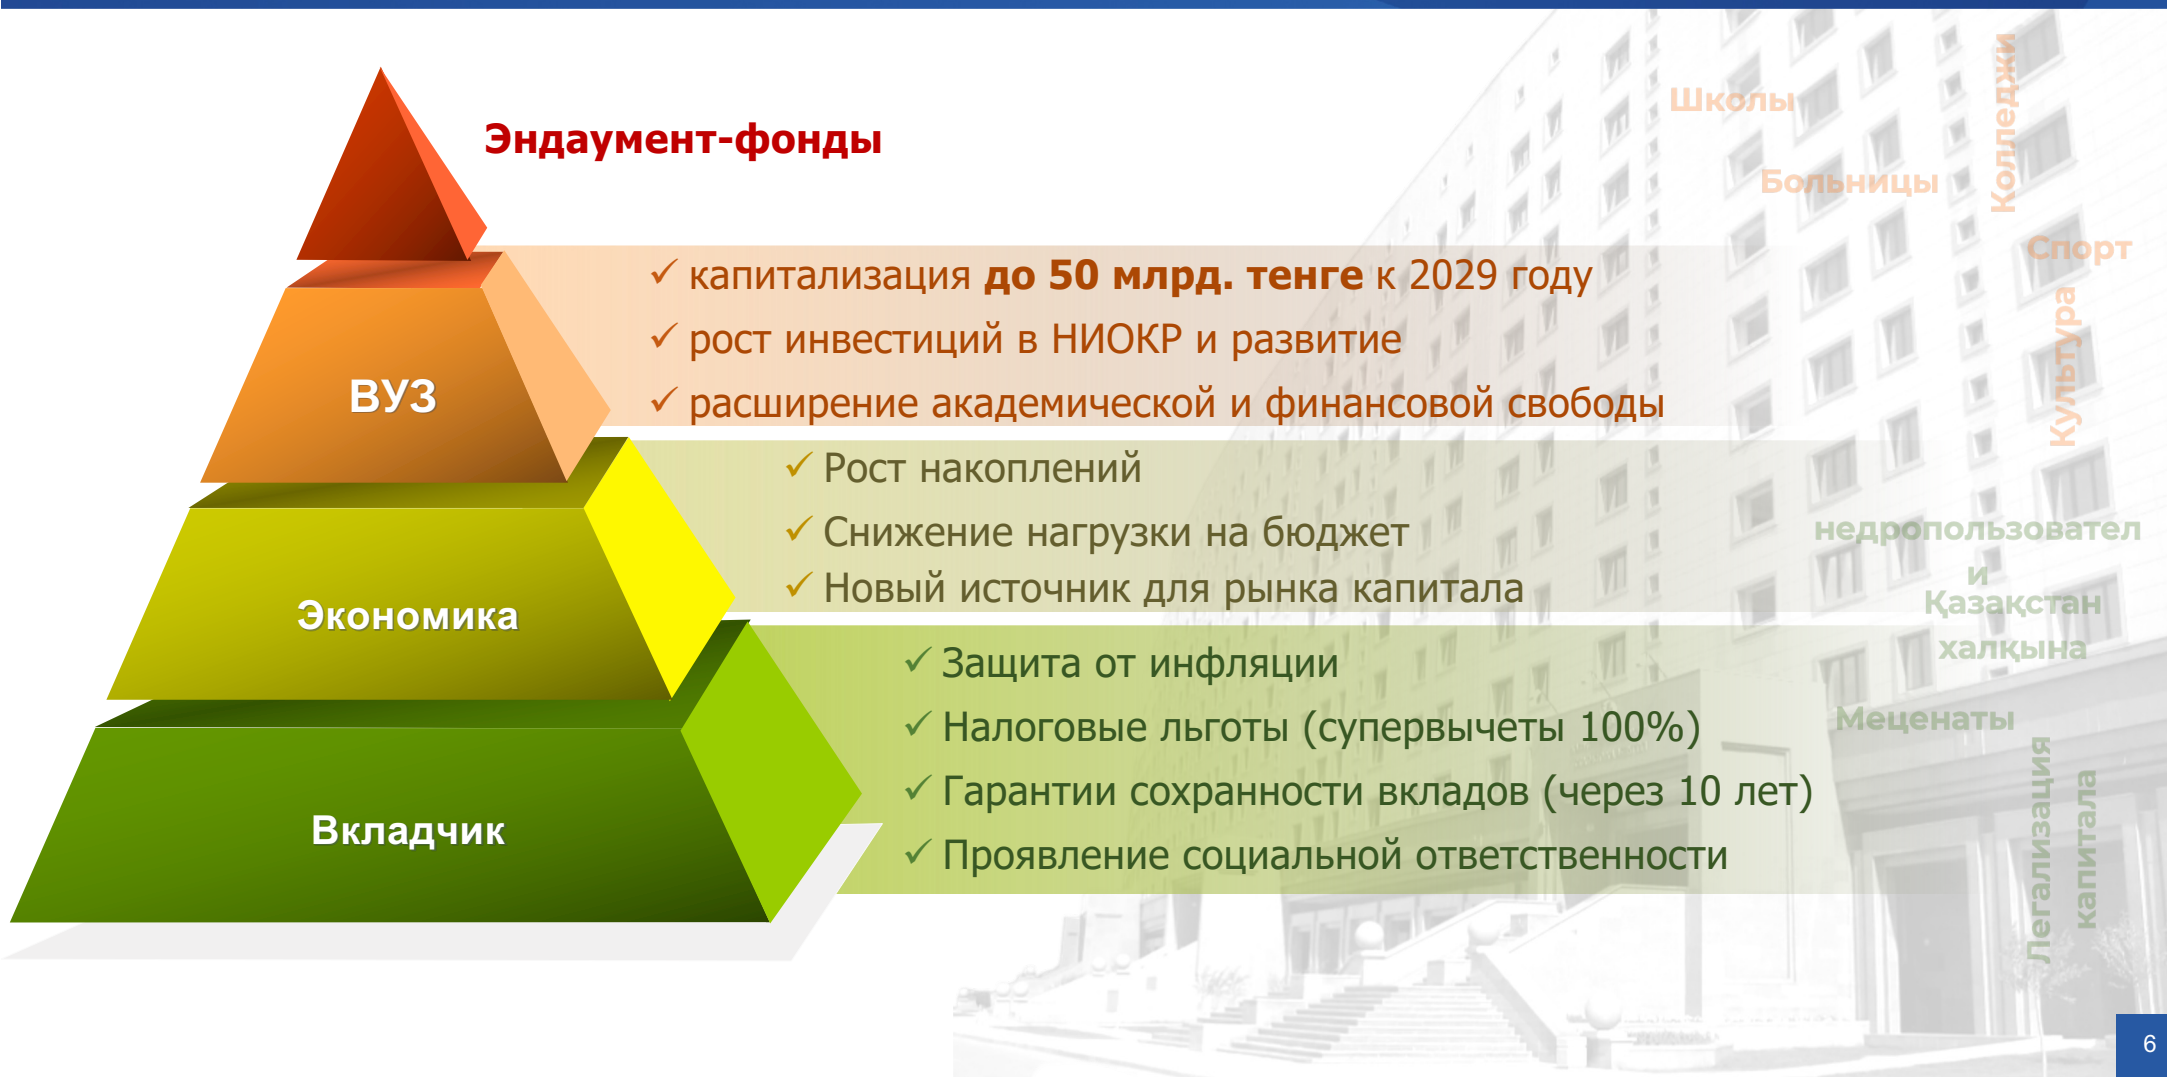 Эндаумент-фонды
ВУЗ
✓ капитализация до 50 млрд. тенге к 2029 году
✓ рост инвестиций в НИОКР и развитие
✓ расширение академической и финансовой свободы
Экономика
✓ Рост накоплений
✓ Снижение нагрузки на бюджет
✓ Новый источник для рынка капитала
Вкладчик
✓ Защита от инфляции
✓ Налоговые льготы (супервычеты 100%)
✓ Гарантии сохранности вкладов (через 10 лет)
✓ Проявление социальной ответственности
Школы
Колледжи
Больницы
Спорт
Культура
недропользовател
и
Қазақстан
халқына
Меценаты
Легализация
капитала
6